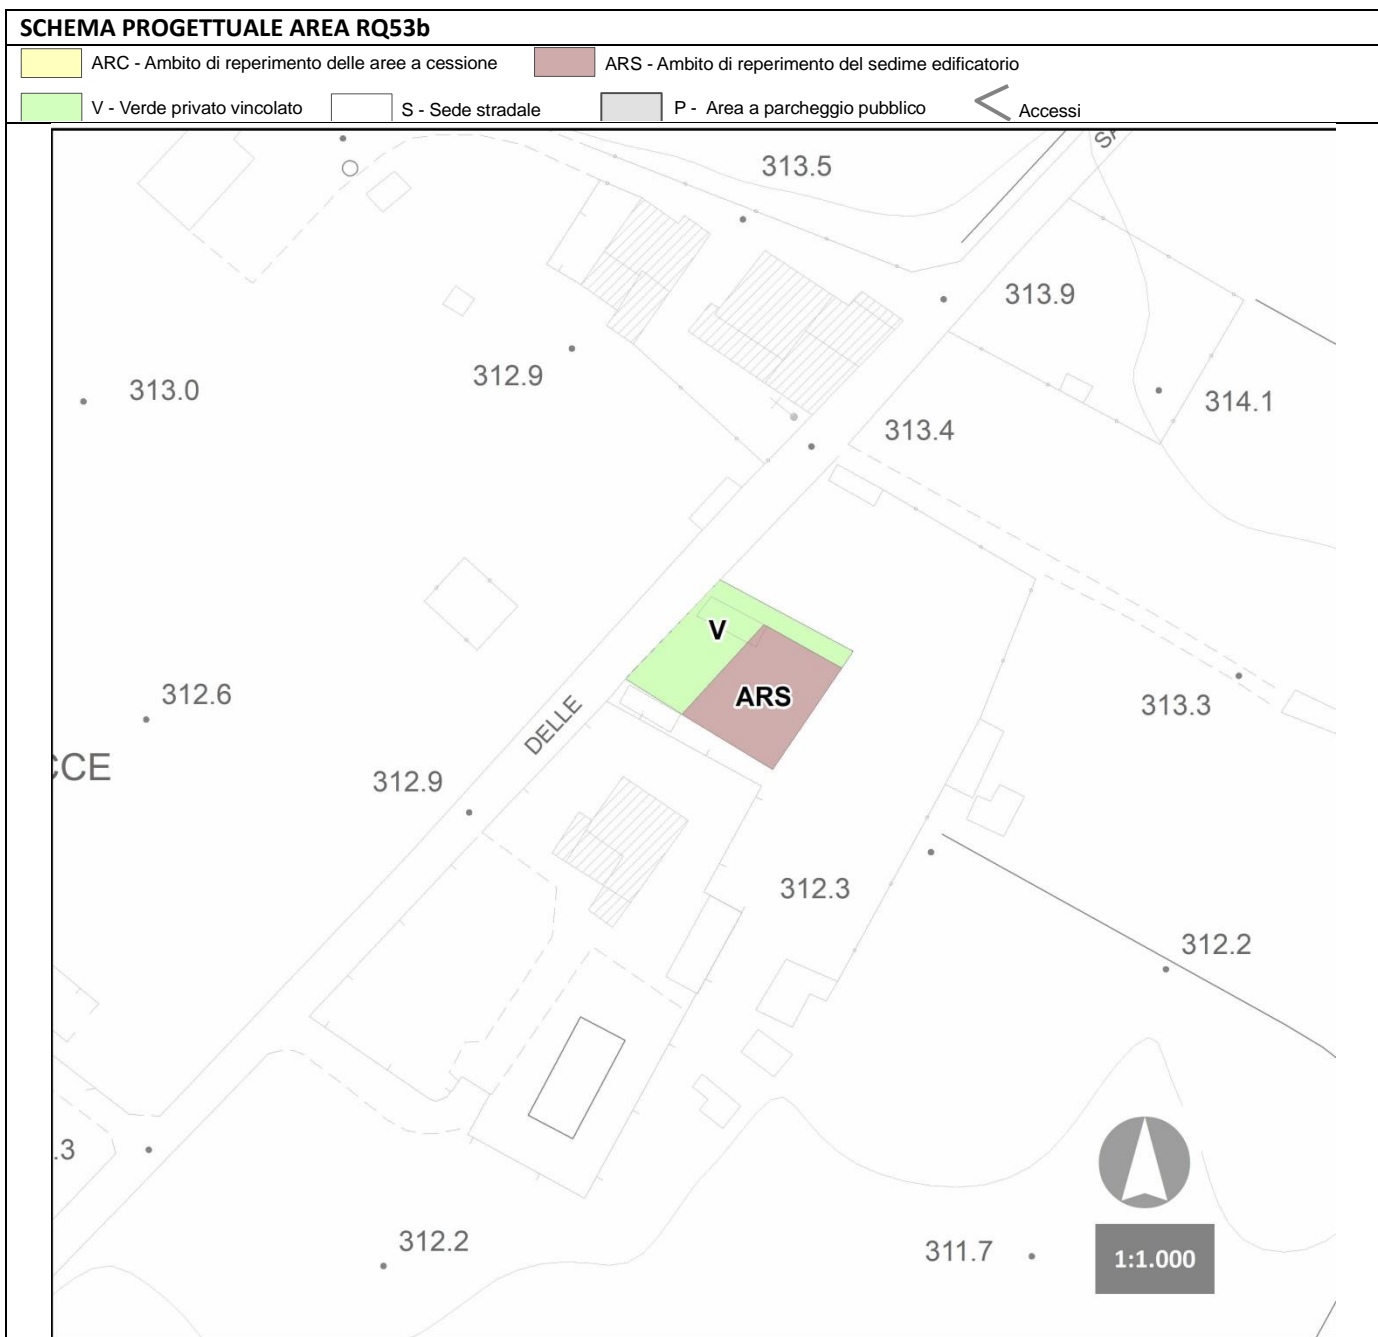 SCHEMA PROGETTUALE AREA RQ53b
ARC - Ambito di reperimento delle aree a cessione
ARS - Ambito di reperimento del sedime edificatorio
V - Verde privato vincolato
S - Sede stradale
P - Area a parcheggio pubblico
Accessi
313.5
313.9
312.9
313.0
314.1
313.4
V
312.6
ARS
313.3
DELLE
CCE
312.9
312.3
312.2
.3
312.2
311.7
1:1.000